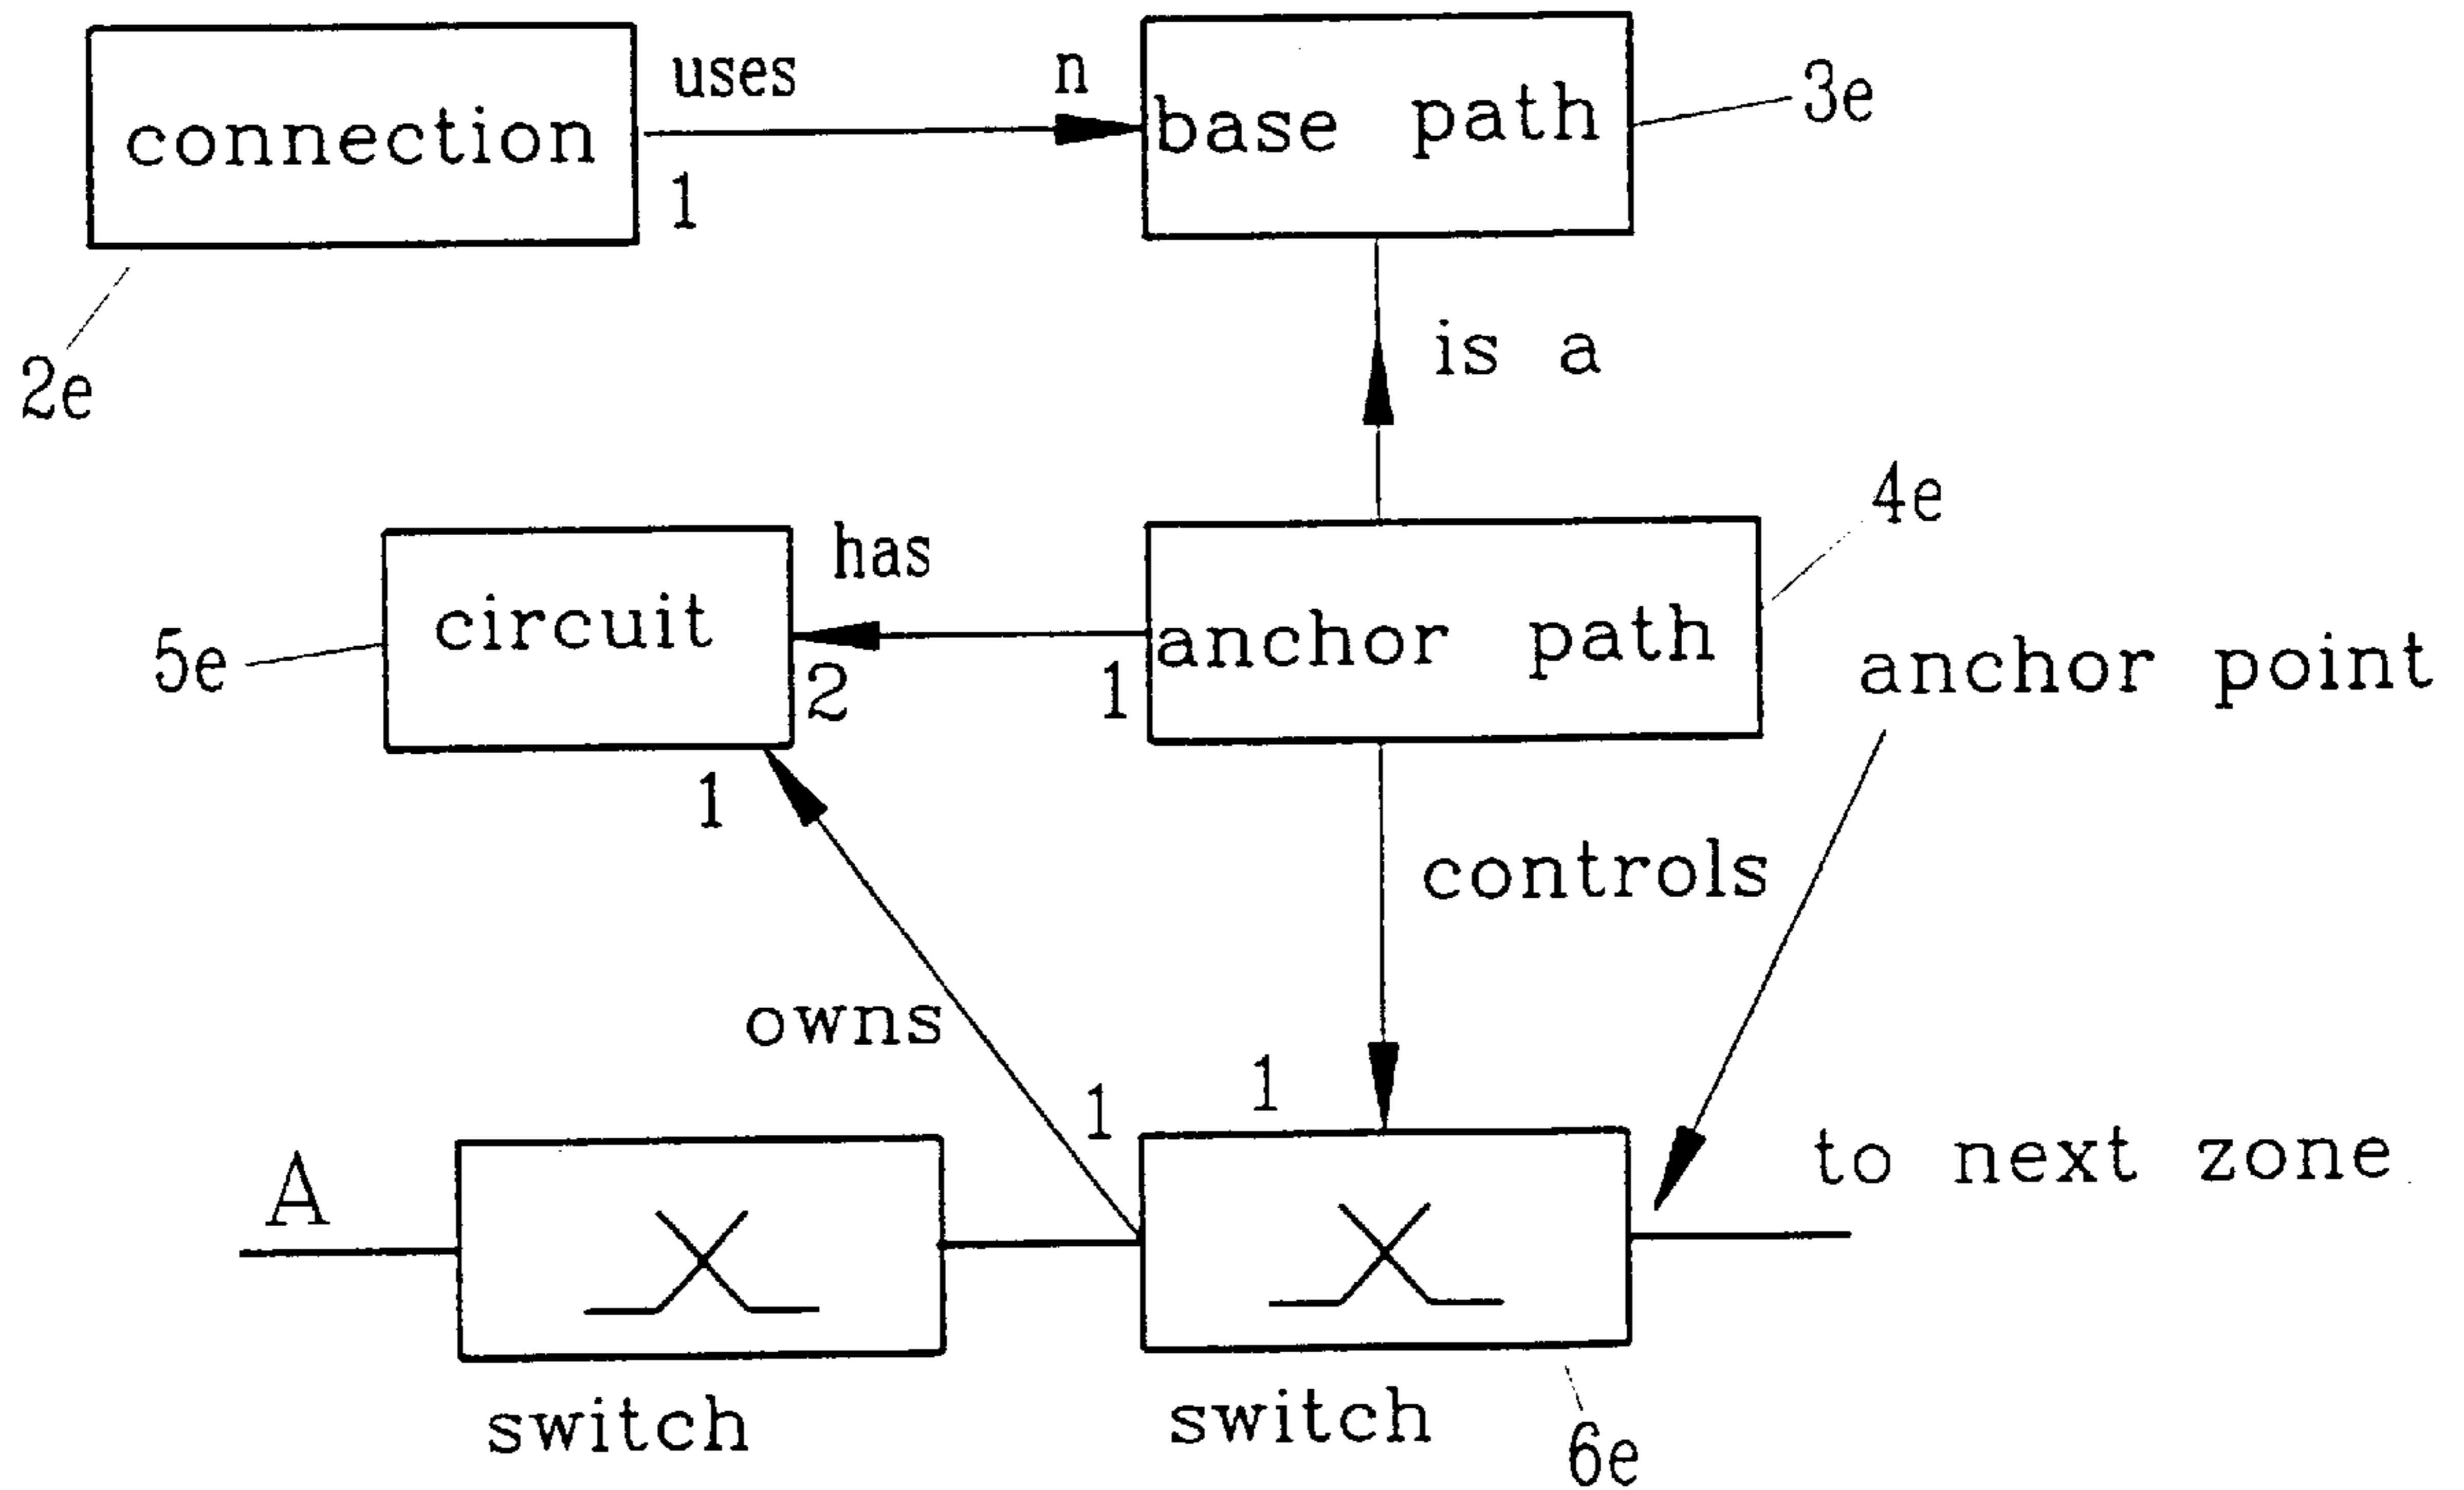 uses n
connection base path 3e
1
2e
is a
4e
has
circuit anchor path
5e 2 1 anchor point
1
controls
owns
1 1
A to next zone
switch switch
6e